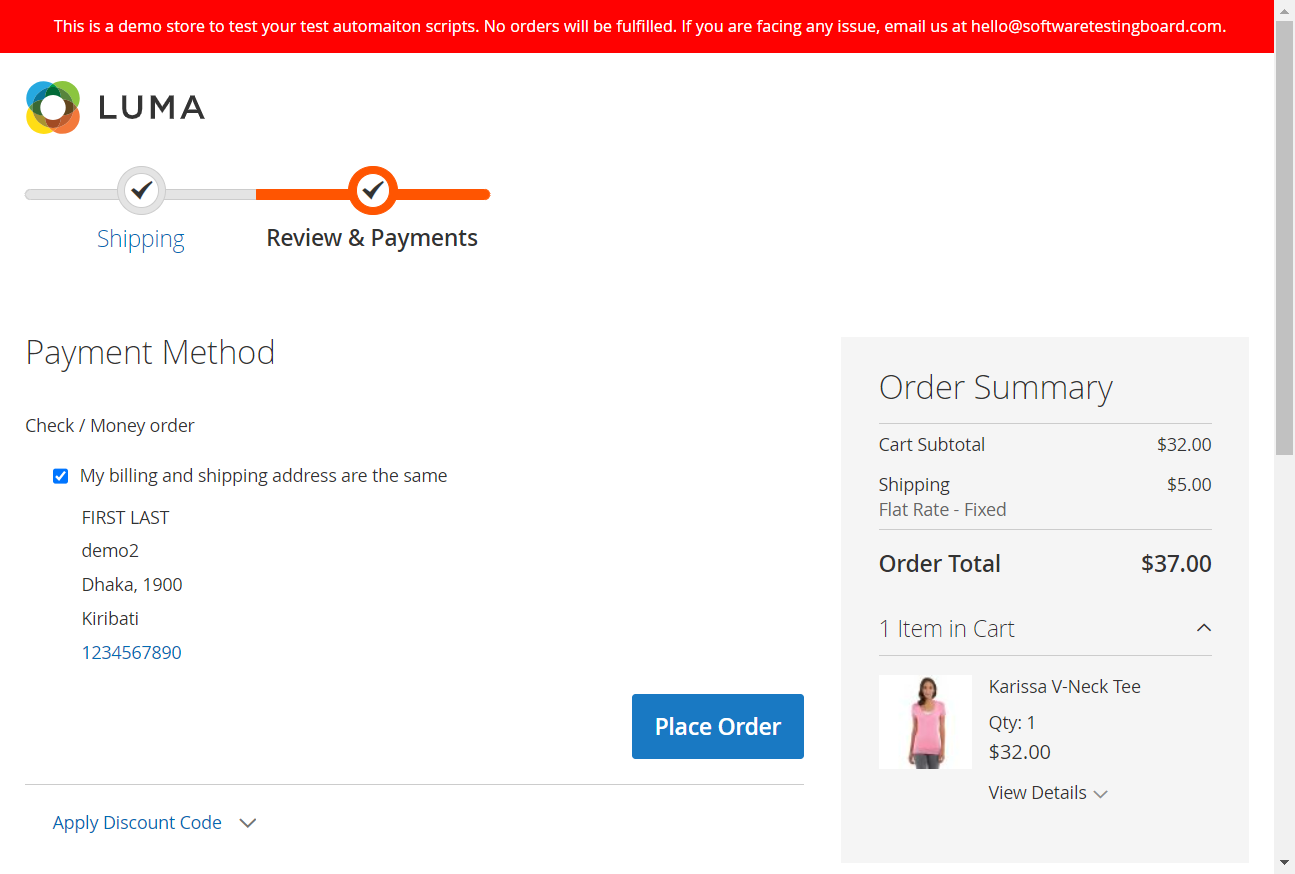 This is a demo store to test your test automaiton scripts. No orders will be fulfilled. If you are facing any issue, email us at hello@softwaretestingboard.com.
LUMA
Shipping
Review & Payments
Payment Method
Check / Money order
My billing and shipping address are the same
FIRST LAST
demo2
Dhaka, 1900
Kiribati
1234567890
Place Order
Apply Discount Code
Order Summary
Cart Subtotal $32.00
Shipping $5.00
Flat Rate - Fixed
Order Total $37.00
1 Item in Cart
Karissa V-Neck Tee
Qty: 1
$32.00
View Details